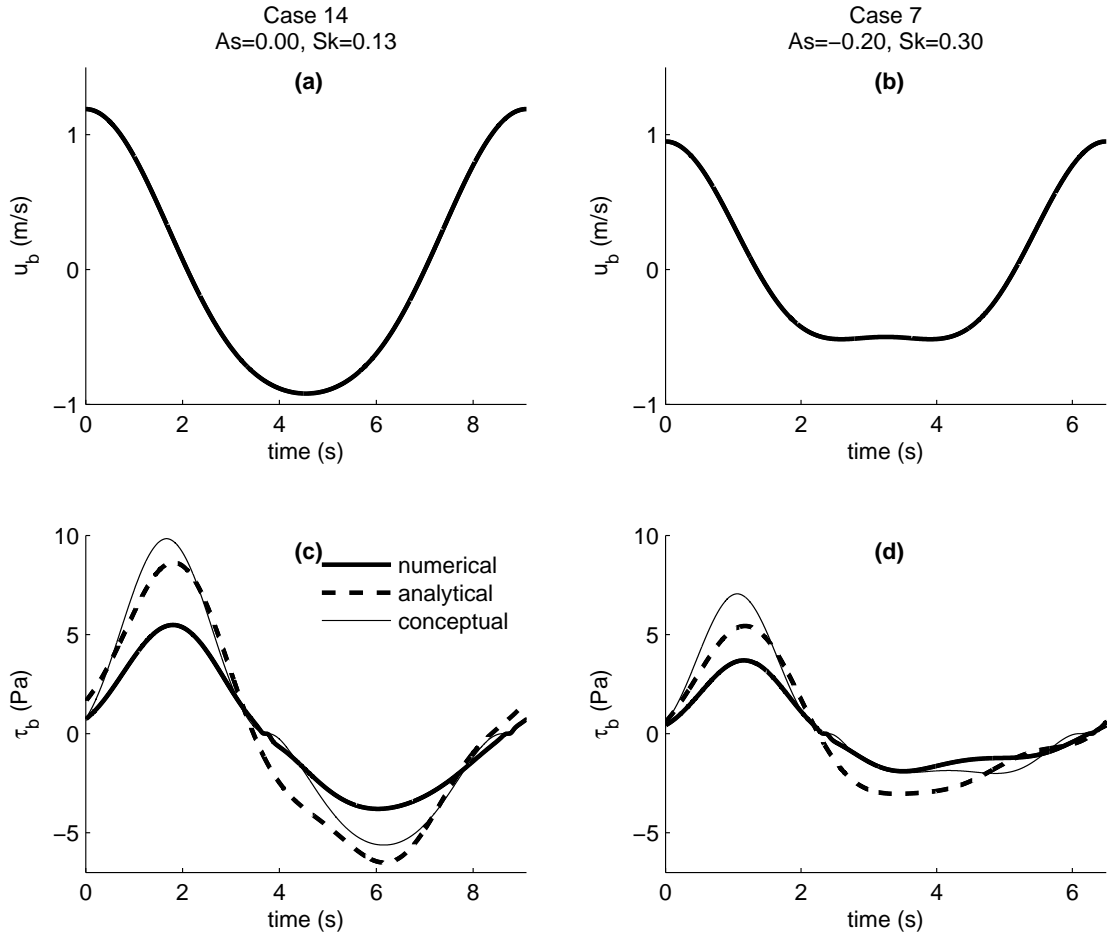 Case 14
As=0.00, Sk=0.13
Case 7
As=−0.20, Sk=0.30
(a)
1
0
−1
u_b (m/s)
0 2 4 6 8
time (s)
(b)
1
0
−1
u_b (m/s)
0 2 4 6
time (s)
(c)
numerical
analytical
conceptual
10
5
0
−5
τ_b (Pa)
0 2 4 6 8
time (s)
(d)
10
5
0
−5
τ_b (Pa)
0 2 4 6
time (s)